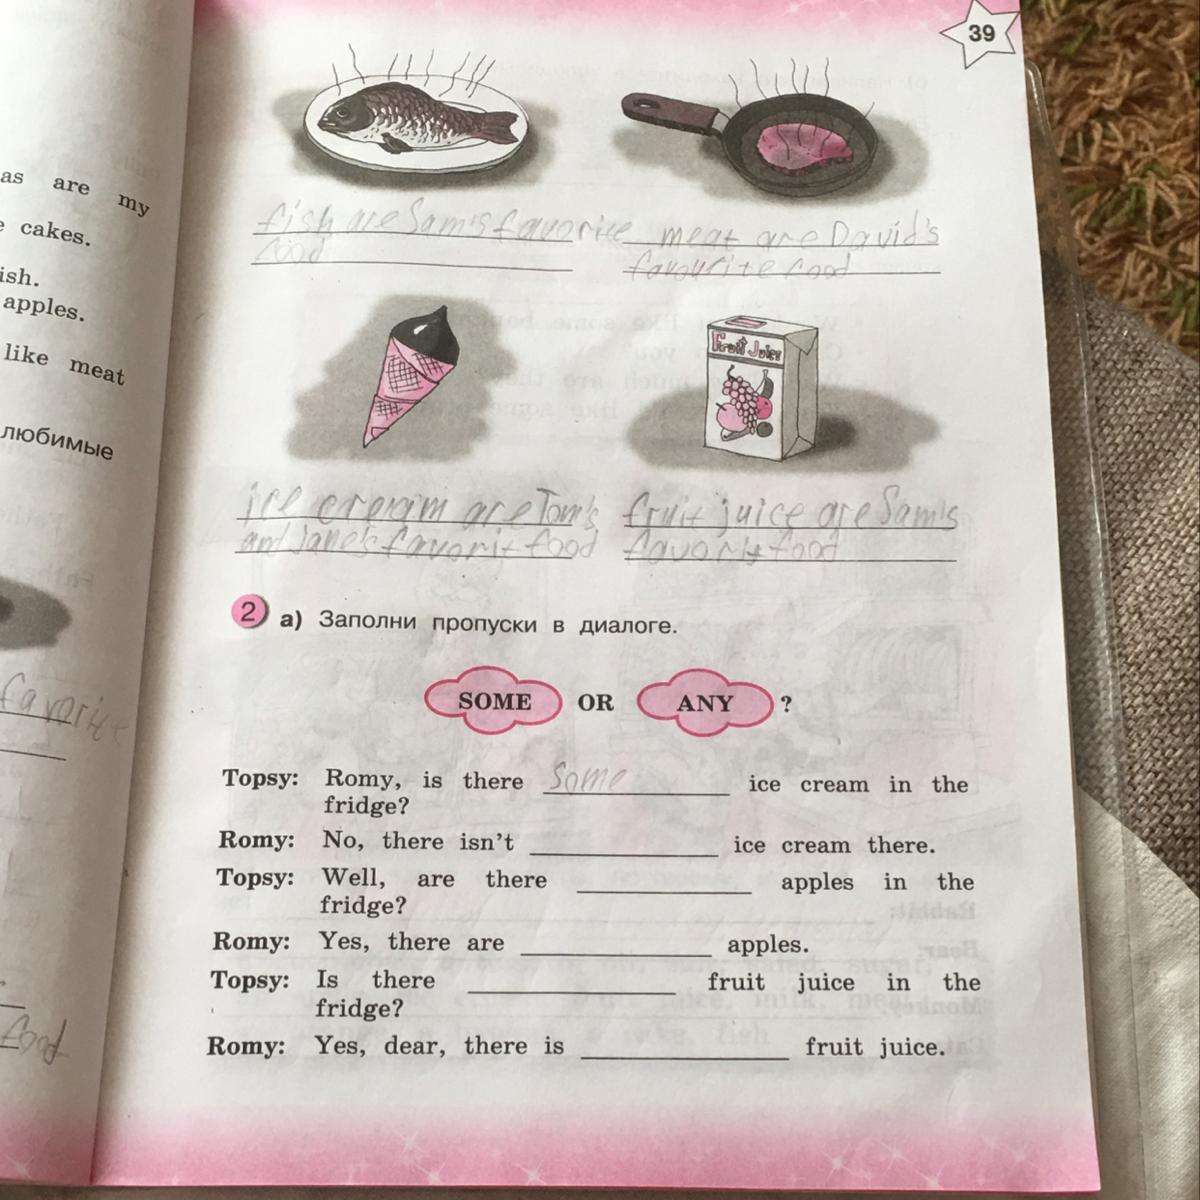 39
as are my
cakes.
ish.
apples.
like meat
любимые
favorite
food
fish are Sam's favorite
food
meat are David's
favourite food
Fruit Juice
ice cream are Tom's
and Jane's favorit food
fruit juice are Sam's
favorit food
2 а) Заполни пропуски в диалоге.
SOME OR ANY ?
Topsy: Romy, is there some ice cream in the
fridge?
Romy: No, there isn't ice cream there.
Topsy: Well, are there apples in the
fridge?
Romy: Yes, there are apples.
Topsy: Is there fruit juice in the
fridge?
Romy: Yes, dear, there is fruit juice.